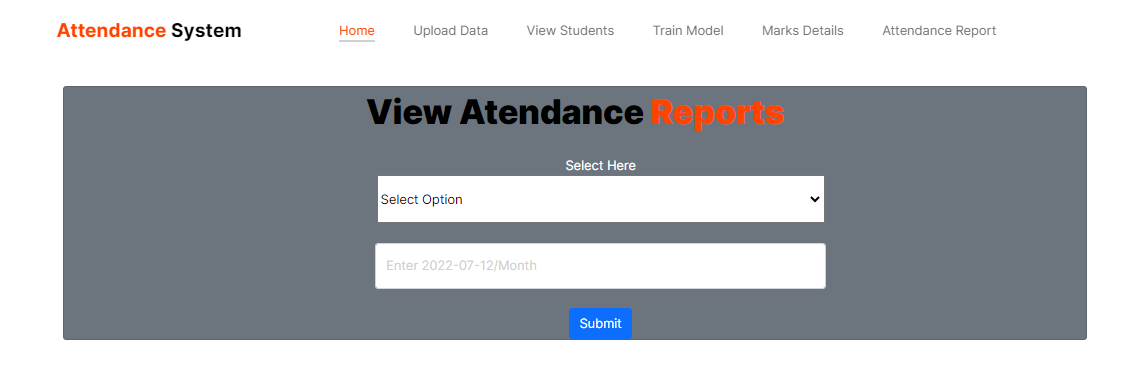 Attendance System Home Upload Data View Students Train Model Marks Details Attendance Report
View Atendance Reports
Select Here
Select Option
Enter 2022-07-12/Month
Submit